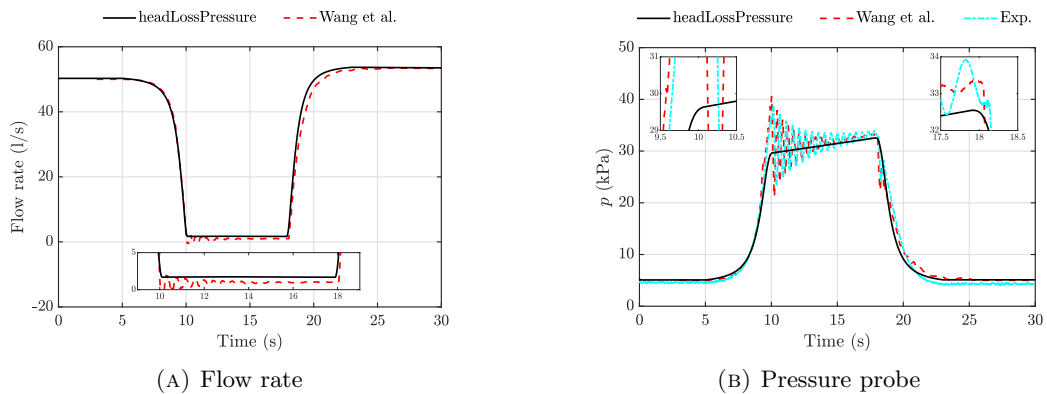 headLossPressure Wang et al.
60
40
20
0
-20
Flow rate (l/s)
5
0
10 12 14 16 18
0 5 10 15 20 25 30
Time (s)
(A) Flow rate
headLossPressure Wang et al. Exp.
50
40
30
20
10
0
p (kPa)
31
30
29
9.5 10 10.5
34
33
32
17.5 18 18.5
0 5 10 15 20 25 30
Time (s)
(B) Pressure probe